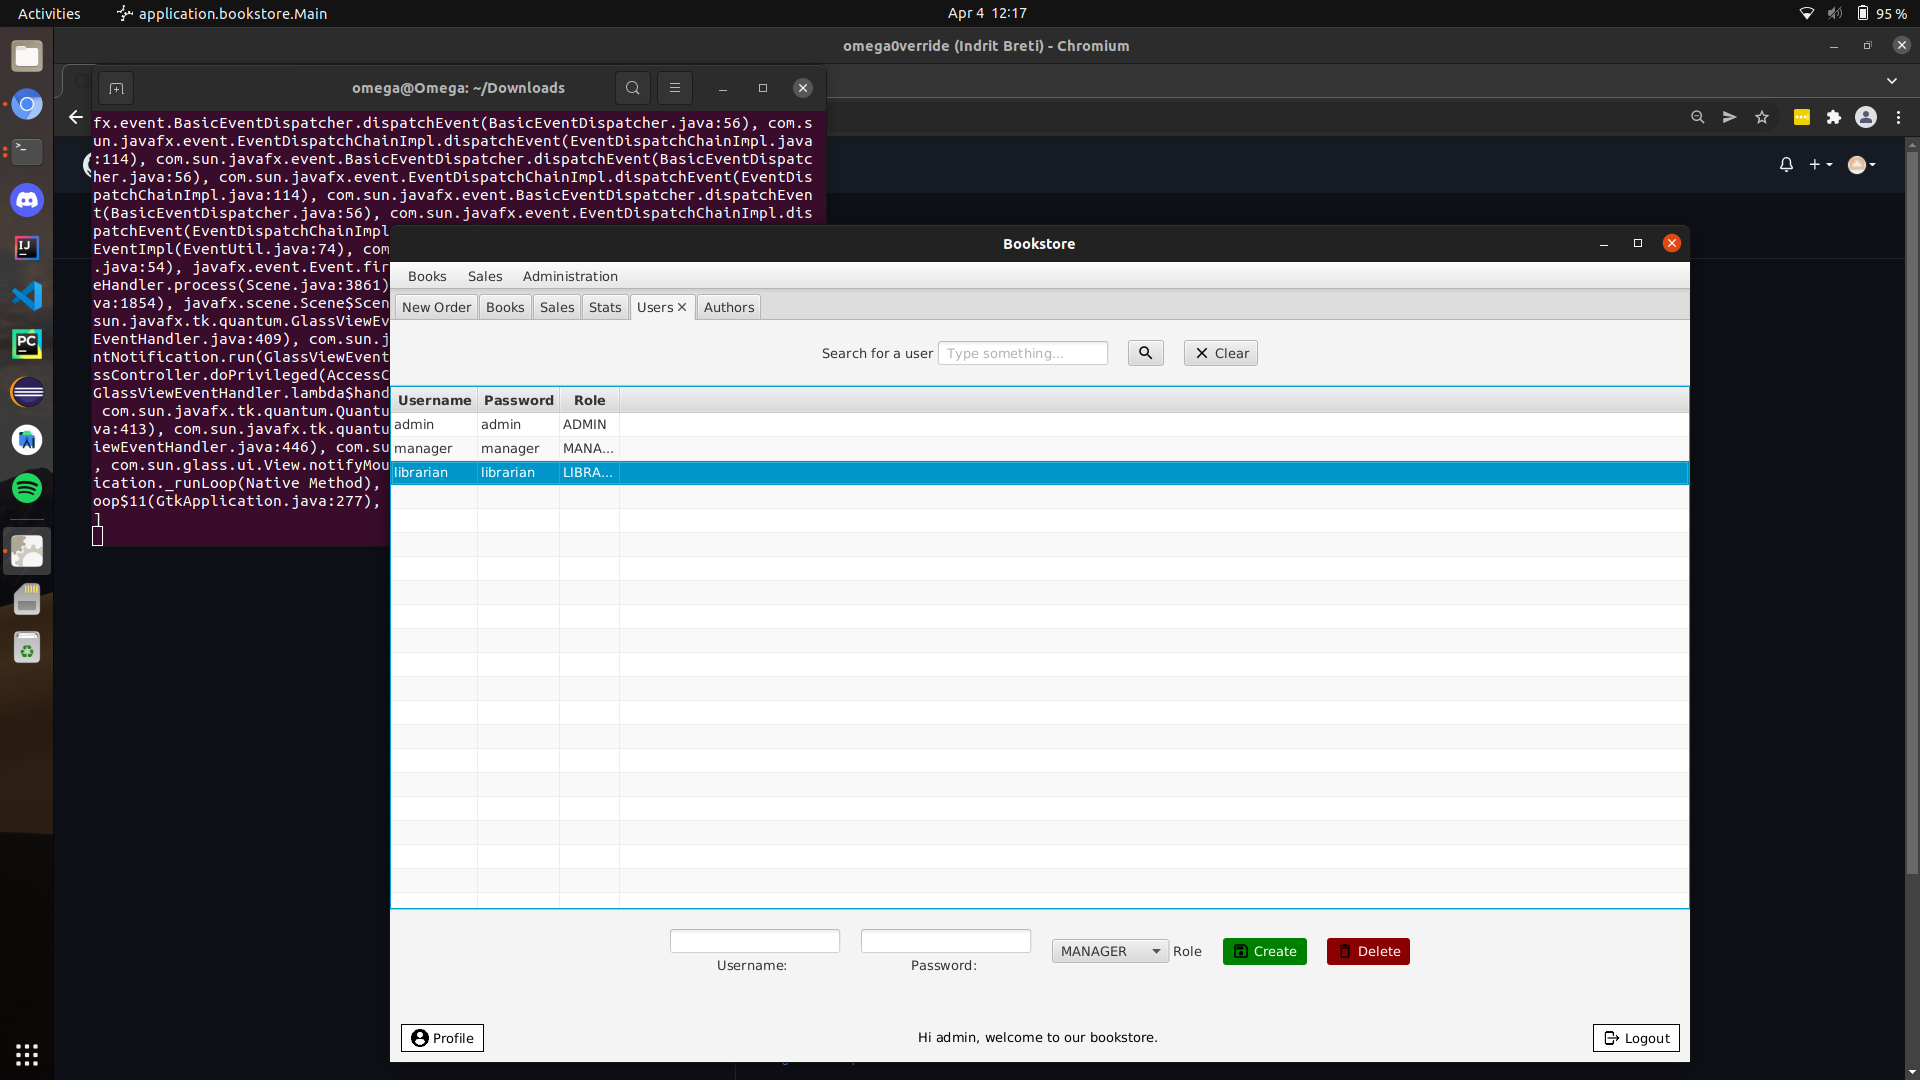 Activities
application.bookstore.Main
Apr 4 12:17
95 %
omega0verride (Indrit Breti) - Chromium
omega@Omega: ~/Downloads
fx.event.BasicEventDispatcher.dispatchEvent(BasicEventDispatcher.java:56), com.s
un.javafx.event.EventDispatchChainImpl.dispatchEvent(EventDispatchChainImpl.java
:114), com.sun.javafx.event.BasicEventDispatcher.dispatchEvent(BasicEventDispatc
her.java:56), com.sun.javafx.event.EventDispatchChainImpl.dispatchEvent(EventDis
patchChainImpl.java:114), com.sun.javafx.event.BasicEventDispatcher.dispatchEven
t(BasicEventDispatcher.java:56), com.sun.javafx.event.EventDispatchChainImpl.dis
patchEvent(EventDispatchChainImpl
EventImpl(EventUtil.java:74), com
.java:54), javafx.event.Event.fir
eHandler.process(Scene.java:3861)
va:1854), javafx.scene.Scene$Scen
sun.javafx.tk.quantum.GlassViewEv
EventHandler.java:409), com.sun.j
ntNotification.run(GlassViewEvent
ssController.doPrivileged(AccessC
GlassViewEventHandler.lambda$hand
com.sun.javafx.tk.quantum.Quantu
va:413), com.sun.javafx.tk.quantu
iewEventHandler.java:446), com.su
, com.sun.glass.ui.View.notifyMou
ication._runLoop(Native Method),
oop$11(GtkApplication.java:277),
]
Bookstore
Books Sales Administration
New Order Books Sales Stats Users Authors
Search for a user Type something... Clear
Username Password Role
admin admin ADMIN
manager manager MANA...
librarian librarian LIBRA...
MANAGER Role Create Delete
Username: Password:
Profile Hi admin, welcome to our bookstore. Logout